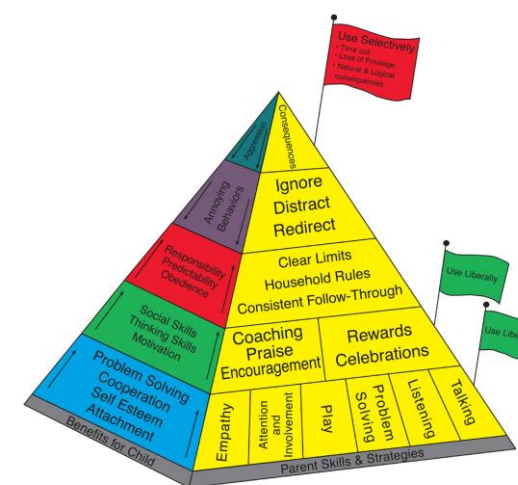 Use Selectively
• Time out
• Loss of Privilege
• Natural & Logical
consequences
Consequences
Aggression
Ignore
Distract
Redirect
Annoying
Behaviors
Clear Limits
Household Rules
Consistent Follow-Through
Responsibility
Predictability
Obedience
Use Liberally
Coaching
Praise
Encouragement
Rewards
Celebrations
Social Skills
Thinking Skills
Motivation
Use Libe
Problem Solving
Cooperation
Self Esteem
Attachment
Empathy
Attention
and
Involvement
Play
Problem
Solving
Listening
Talking
Benefits for Child
Parent Skills & Strategies